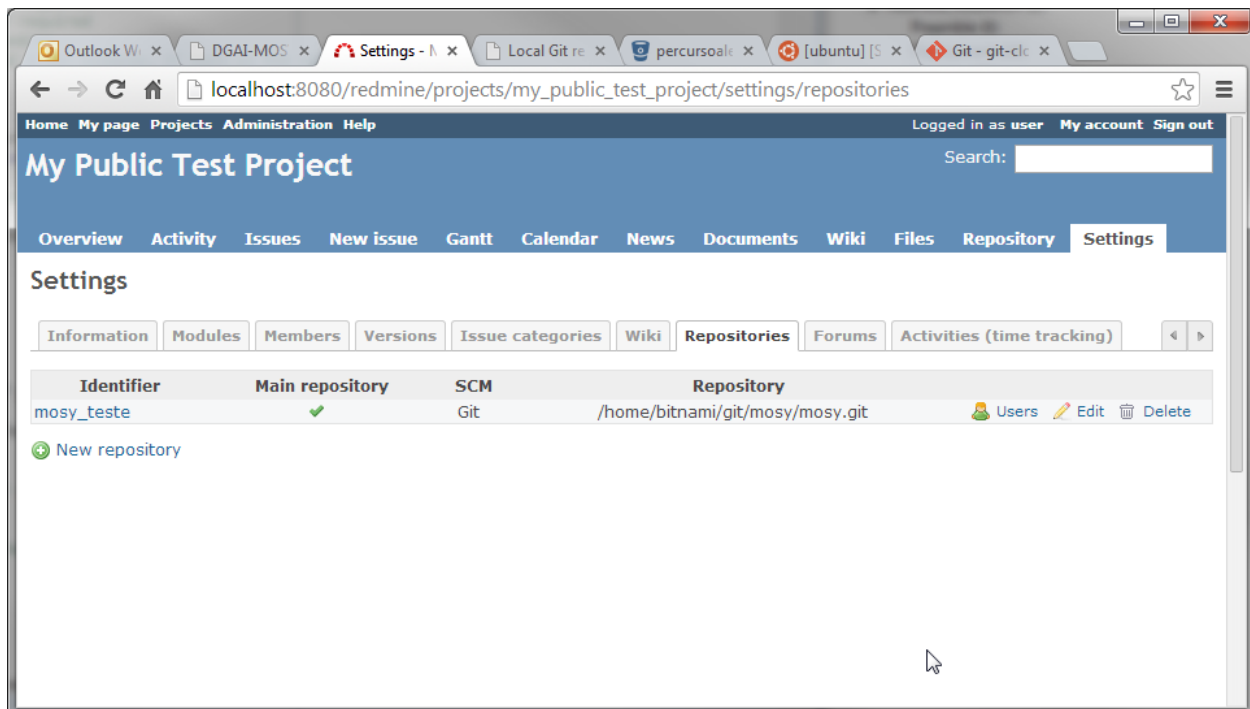 Outlook W DGAI-MOS Settings - Local Git re percursoale [ubuntu] [S Git - git-clo
localhost:8080/redmine/projects/my_public_test_project/settings/repositories
Home My page Projects Administration Help Logged in as user My account Sign out
My Public Test Project Search:
Overview Activity Issues New issue Gantt Calendar News Documents Wiki Files Repository Settings
Settings
Information Modules Members Versions Issue categories Wiki Repositories Forums Activities (time tracking)
Identifier Main repository SCM Repository
mosy_teste Git /home/bitnami/git/mosy/mosy.git Users Edit Delete
New repository